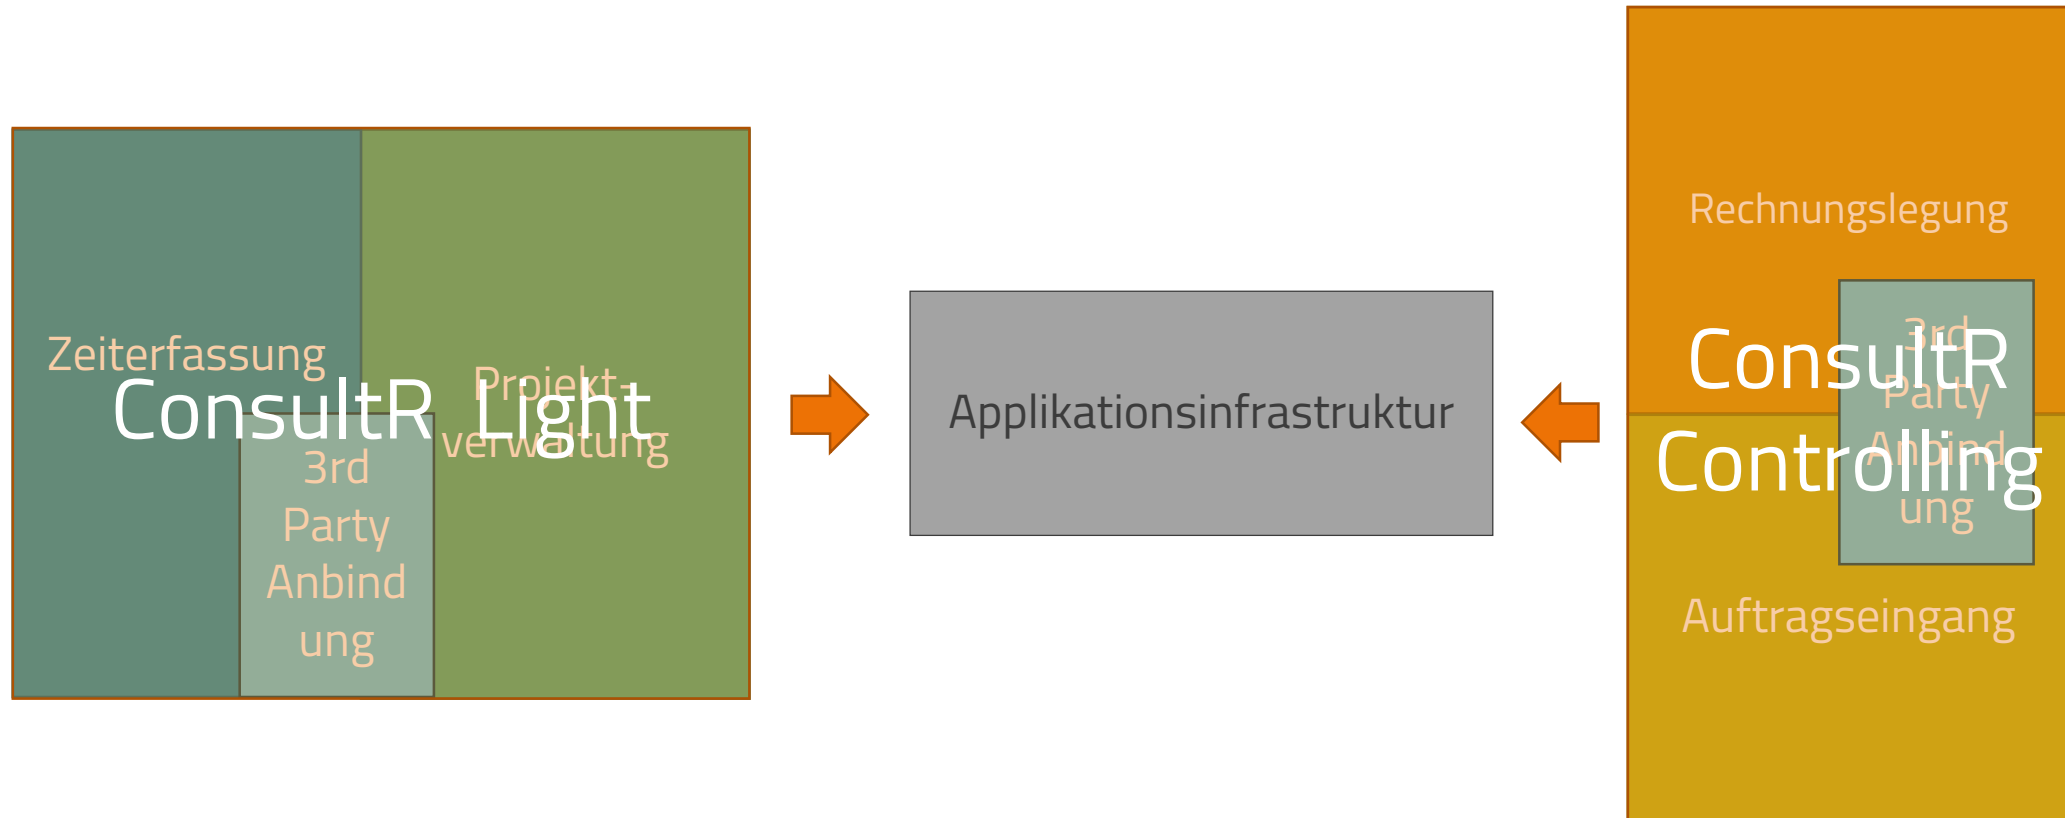 Zeiterfassung
Projekt-
verwaltung
ConsultR Light
3rd
Party
Anbind
ung
Applikationsinfrastruktur
Rechnungslegung
3rd
Party
Anbind
ung
ConsultR
Controlling
Auftragseingang